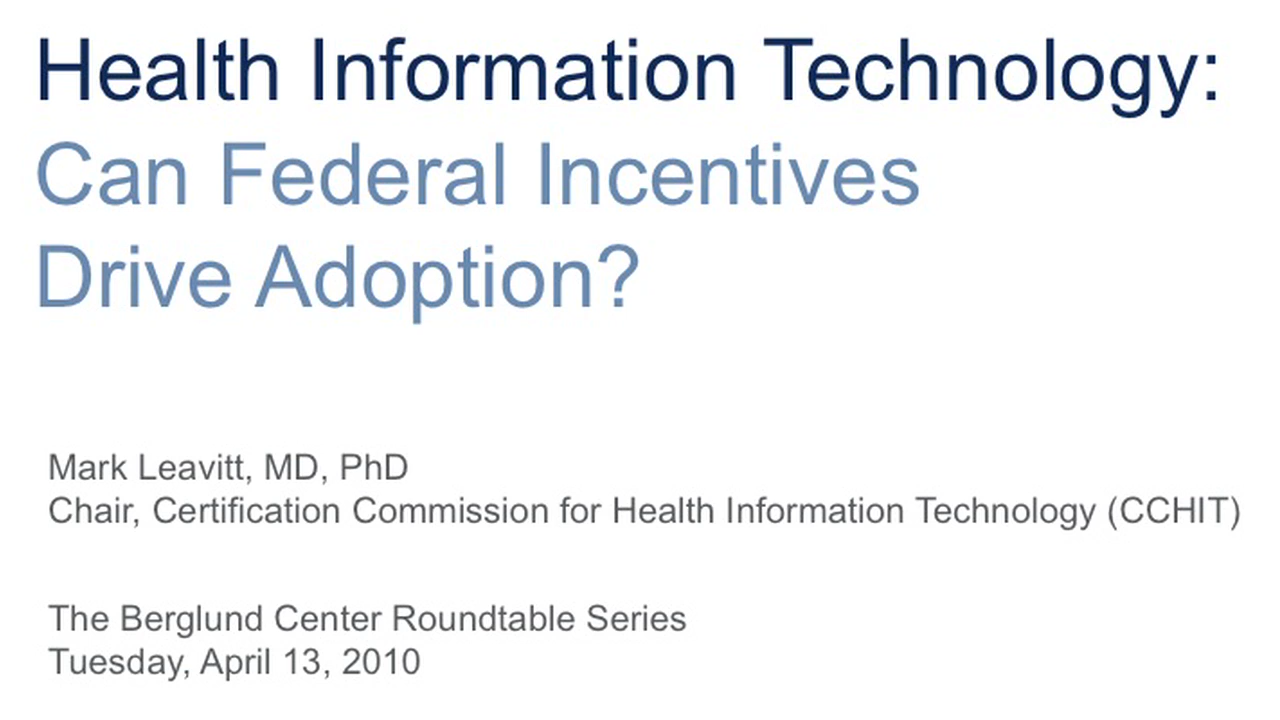 Health Information Technology:
Can Federal Incentives
Drive Adoption?
Mark Leavitt, MD, PhD
Chair, Certification Commission for Health Information Technology (CCHIT)
The Berglund Center Roundtable Series
Tuesday, April 13, 2010